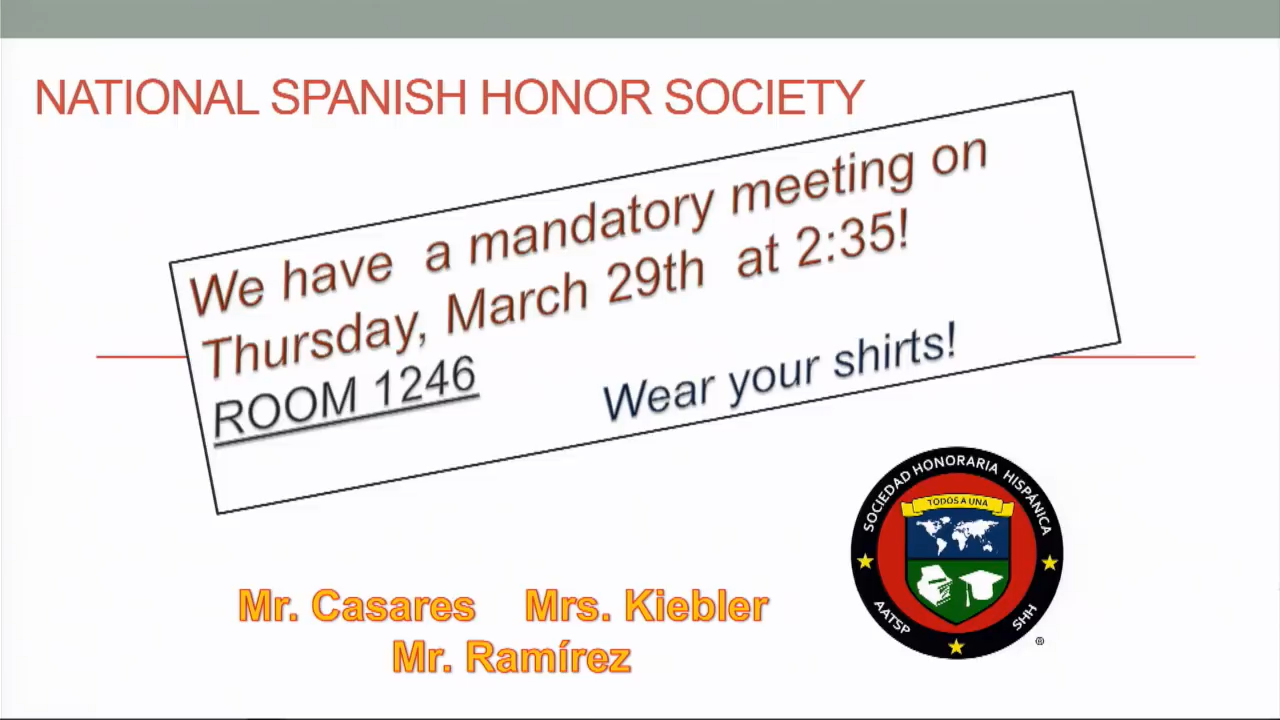 NATIONAL SPANISH HONOR SOCIETY
We have a mandatory meeting on
Thursday, March 29th at 2:35!
ROOM 1246 Wear your shirts!
SOCIEDAD HONORARIA HISPÁNICA
TODOS A UNA
AATSP SHH
®
Mr. Casares Mrs. Kiebler
Mr. Ramírez